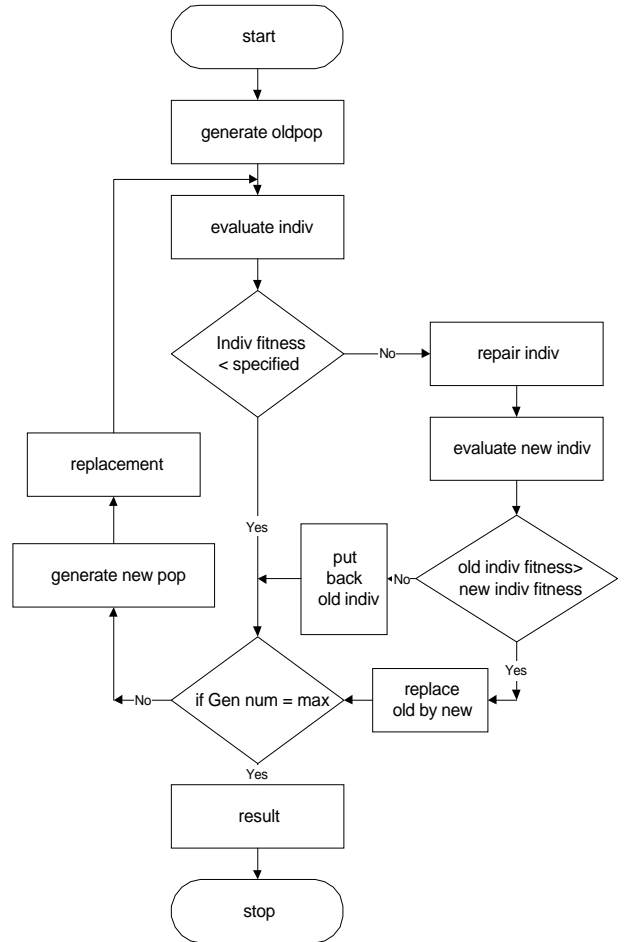 start
generate oldpop
evaluate indiv
Indiv fitness
< specified
No
repair indiv
evaluate new indiv
replacement
Yes
put
back
old indiv
No
old indiv fitness>
new indiv fitness
generate new pop
Yes
No
if Gen num = max
replace
old by new
Yes
result
stop